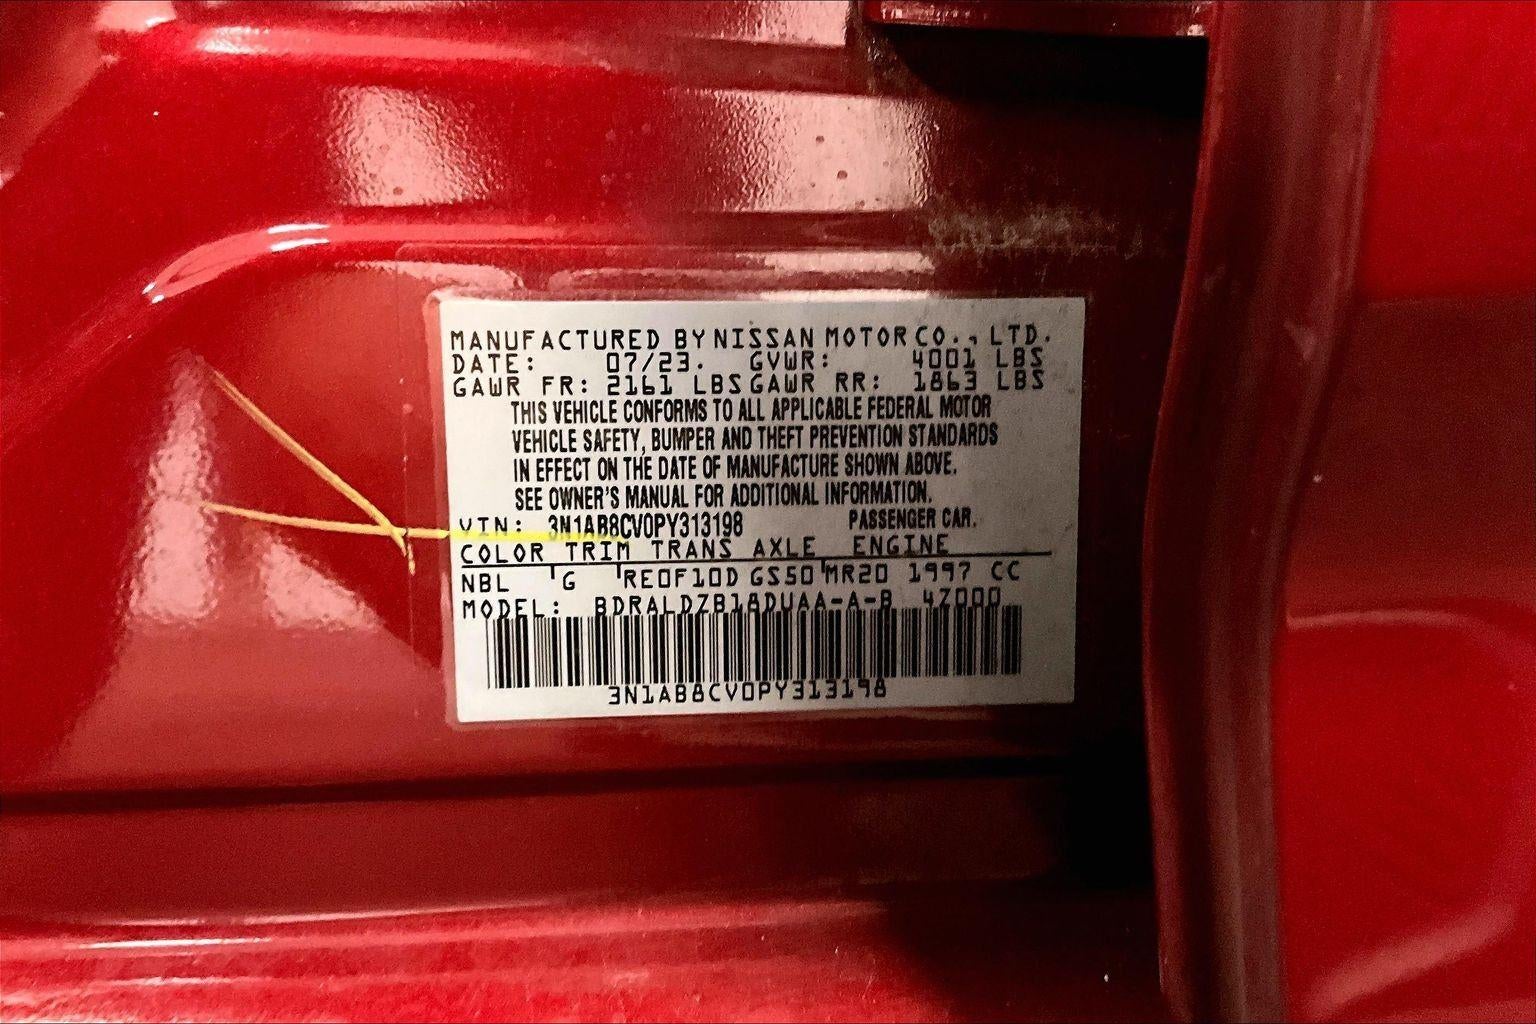 MANUFACTURED BY NISSAN MOTOR CO., LTD.
DATE: 07/23. GVWR: 4001 LBS
GAWR FR: 2161 LBS GAWR RR: 1863 LBS
THIS VEHICLE CONFORMS TO ALL APPLICABLE FEDERAL MOTOR
VEHICLE SAFETY, BUMPER AND THEFT PREVENTION STANDARDS
IN EFFECT ON THE DATE OF MANUFACTURE SHOWN ABOVE.
SEE OWNER'S MANUAL FOR ADDITIONAL INFORMATION.
VIN: 3N1AB8CV0PY313198 PASSENGER CAR.
COLOR TRIM TRANS AXLE ENGINE
NBL G RE0F10D GS50 MR20 1997 CC
MODEL: BDRALDZB18DUAA-A-B 4Z000
3N1AB8CV0PY313198